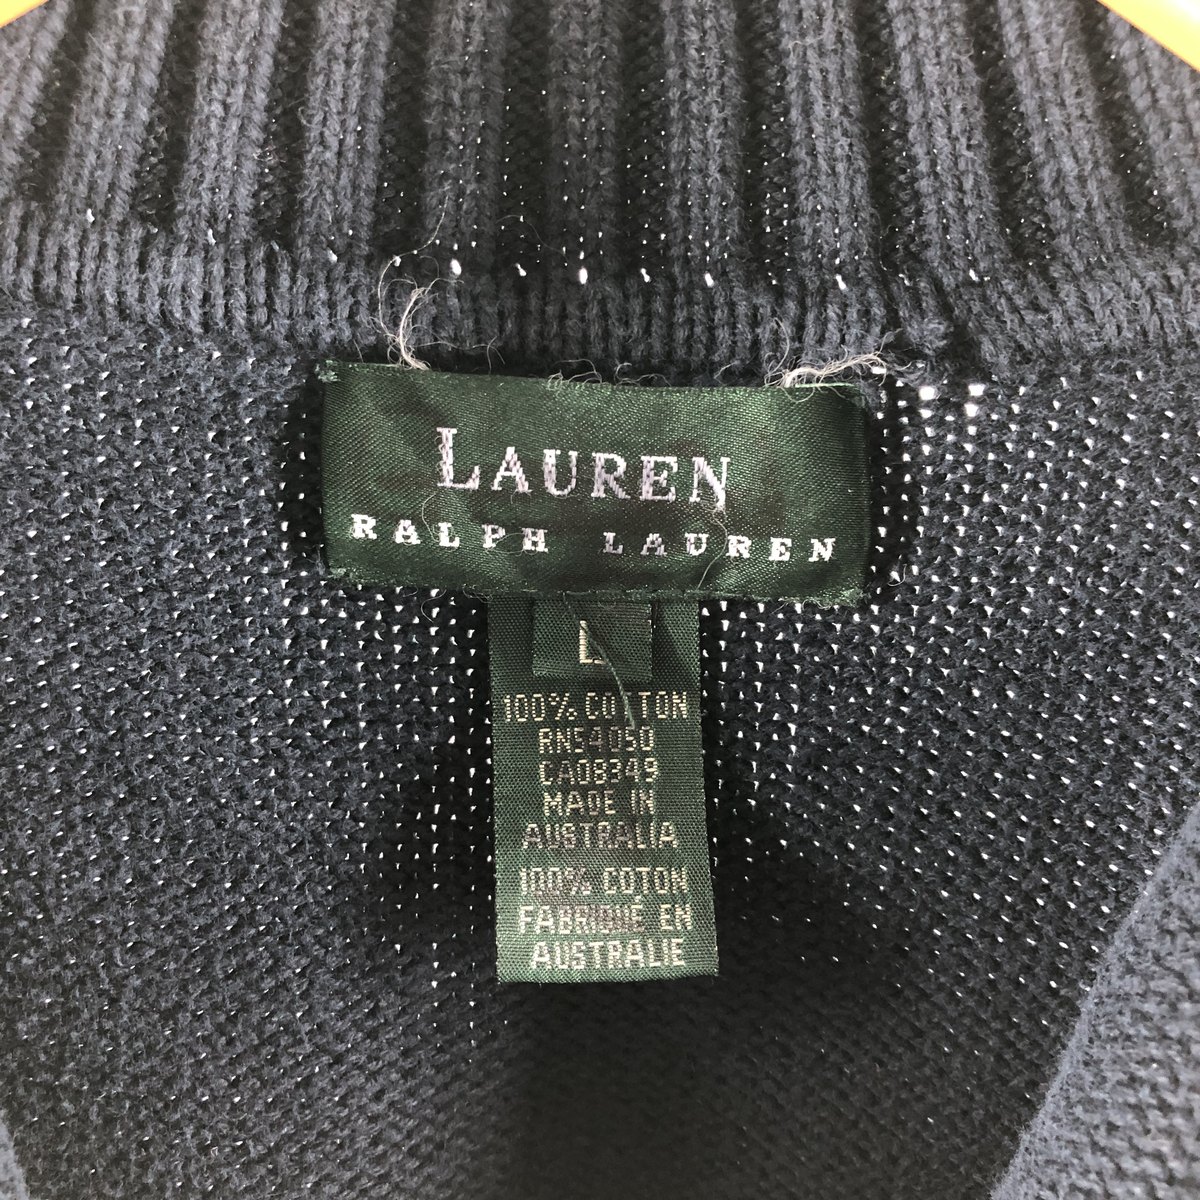 LAUREN
RALPH LAUREN
L
100% COTTON
RN54050
CA08349
MADE IN
AUSTRALIA
100% COTON
FABRIQUÉ EN
AUSTRALIE